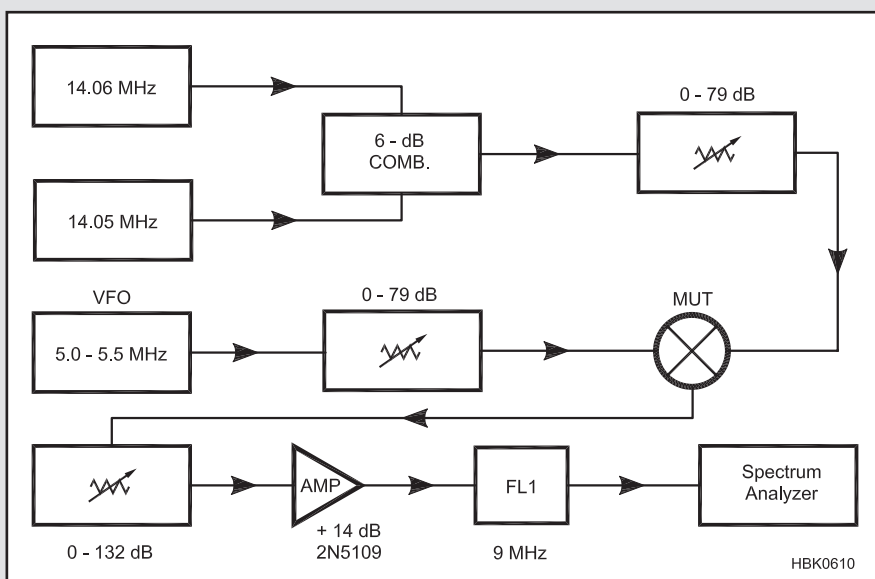 14.06 MHz
6 - dB
COMB.
0 - 79 dB
14.05 MHz
VFO
5.0 - 5.5 MHz
0 - 79 dB
MUT
0 - 132 dB
AMP
+ 14 dB
2N5109
FL1
9 MHz
Spectrum
Analyzer
HBK0610